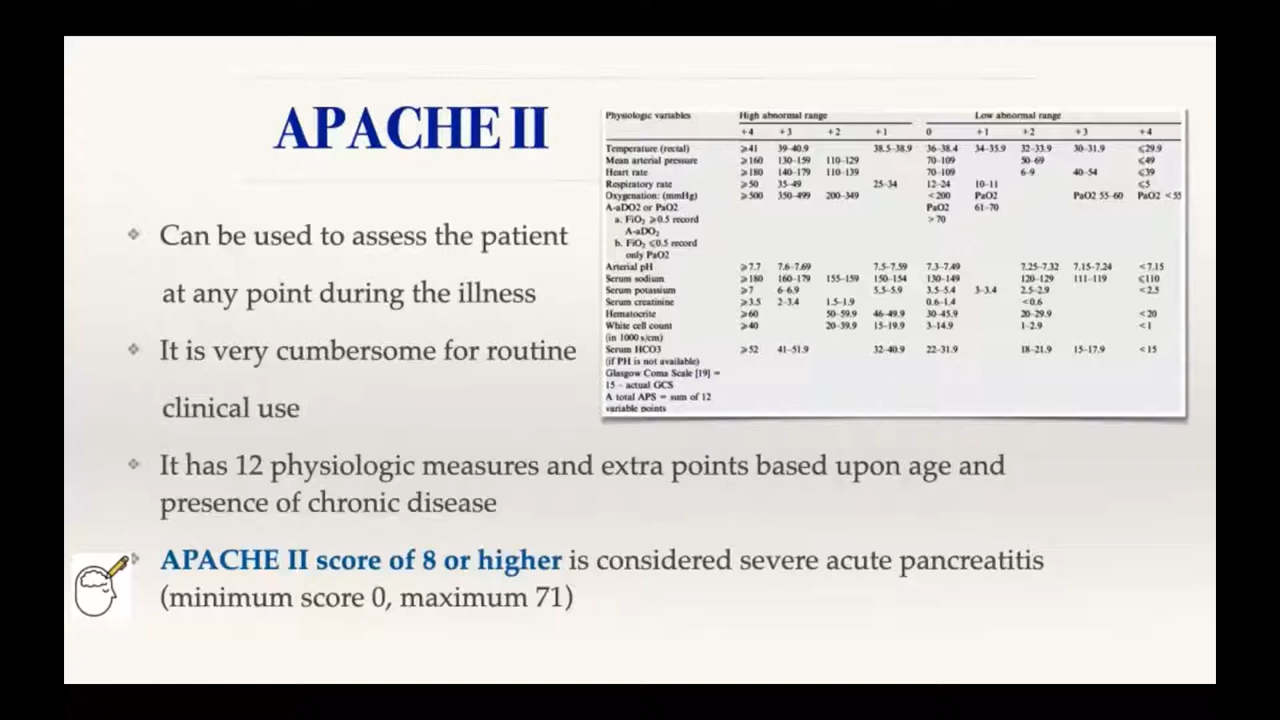 APACHE II
Can be used to assess the patient
at any point during the illness
It is very cumbersome for routine
clinical use
It has 12 physiologic measures and extra points based upon age and
presence of chronic disease
APACHE II score of 8 or higher is considered severe acute pancreatitis
(minimum score 0, maximum 71)
Physiologic variables High abnormal range Low abnormal range
+4 +3 +2 +1 0 +1 +2 +3 +4
Temperature (rectal) ⩾41 39–40.9 38.5–38.9 36–38.4 34–35.9 32–33.9 30–31.9 ⩽29.9
Mean arterial pressure ⩾160 130–159 110–129 70–109 50–69 ⩽49
Heart rate ⩾180 140–179 110–139 70–109 6–9 40–54 ⩽39
Respiratory rate ⩾50 35–49 25–34 12–24 10–11 ⩽5
Oxygenation: (mmHg) ⩾500 350–499 200–349 <200 PaO2 PaO2 55–60 PaO2 <55
A-aDO2 or PaO2 PaO2 61–70
a. FiO₂ ⩾0.5 record >70
A-aDO₂
b. FiO₂ ⩽0.5 record
only PaO2
Arterial pH ⩾7.7 7.6–7.69 7.5–7.59 7.3–7.49 7.25–7.32 7.15–7.24 <7.15
Serum sodium ⩾180 160–179 155–159 150–154 130–149 120–129 111–119 ⩽110
Serum potassium ⩾7 6–6.9 5.5–5.9 3.5–5.4 3–3.4 2.5–2.9 <2.5
Serum creatinine ⩾3.5 2–3.4 1.5–1.9 0.6–1.4 <0.6
Hematocrite ⩾60 50–59.9 46–49.9 30–45.9 20–29.9 <20
White cell count ⩾40 20–39.9 15–19.9 3–14.9 1–2.9 <1
(in 1000 s/cm)
Serum HCO3 ⩾52 41–51.9 32–40.9 22–31.9 18–21.9 15–17.9 <15
(if PH is not available)
Glasgow Coma Scale [19] =
15 – actual GCS
A total APS = sum of 12
variable points